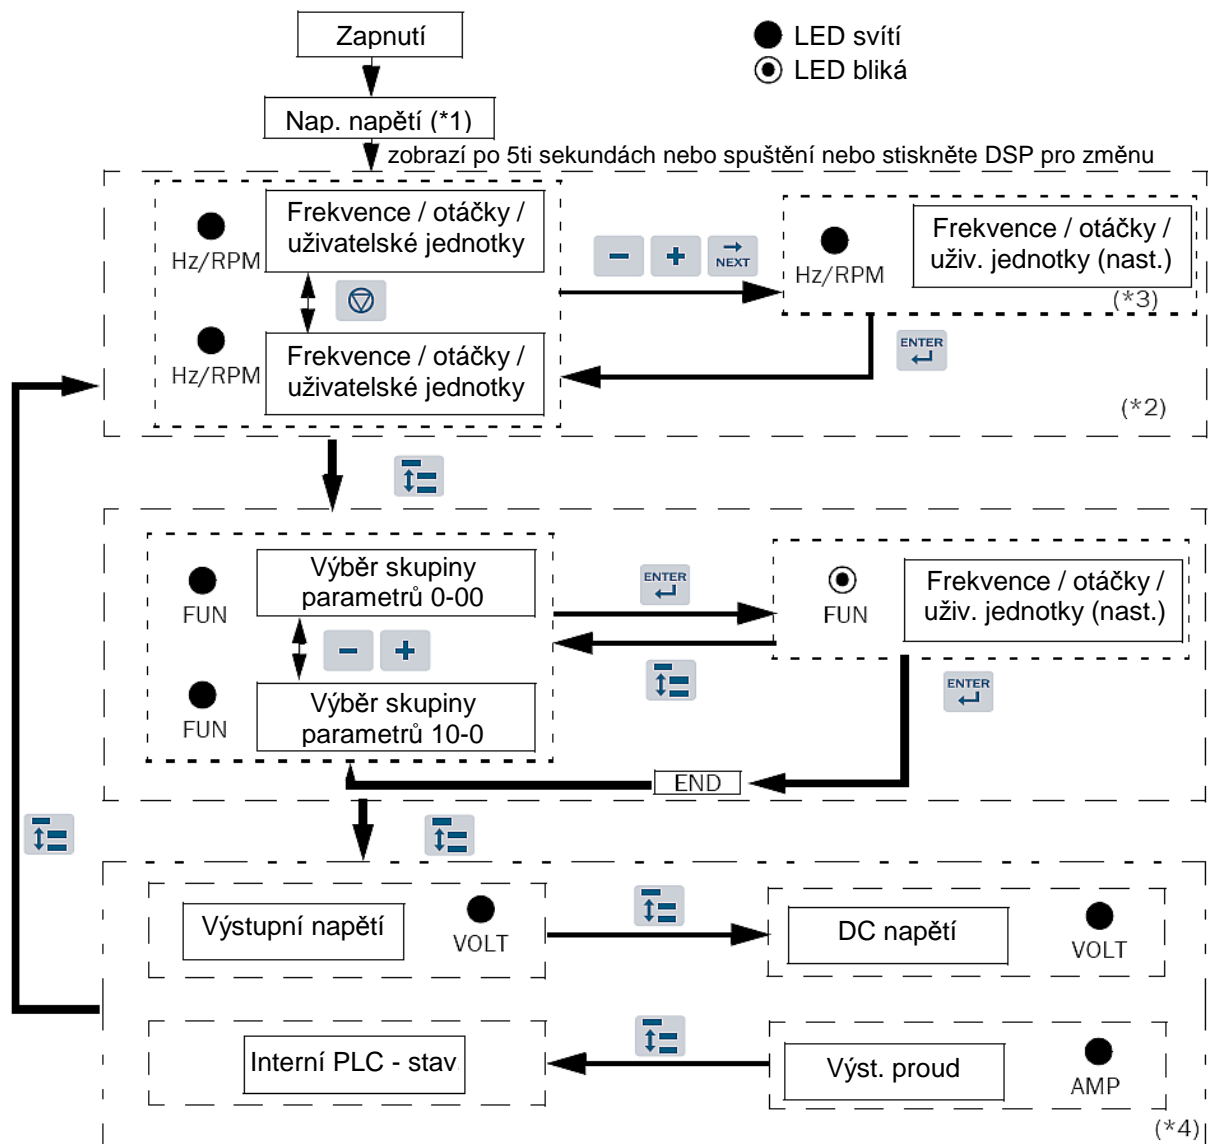 Zapnutí
LED svítí
LED bliká
Nap. napětí (*1)
zobrazí po 5ti sekundách nebo spuštění nebo stiskněte DSP pro změnu
Frekvence / otáčky /
uživatelské jednotky
Hz/RPM
NEXT
Frekvence / otáčky /
uživ. jednotky (nast.)
Hz/RPM
(*3)
Frekvence / otáčky /
uživatelské jednotky
Hz/RPM
ENTER
(*2)
Výběr skupiny
parametrů 0-00
FUN
ENTER
Frekvence / otáčky /
uživ. jednotky (nast.)
FUN
Výběr skupiny
parametrů 10-0
FUN
ENTER
END
Výstupní napětí
VOLT
DC napětí
VOLT
Interní PLC - stav
Výst. proud
AMP
(*4)